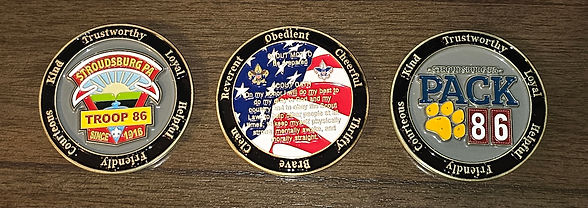 Trustworthy
Loyal
Helpful
Friendly
Courteous
Kind
STROUDSBURG PA
TROOP 86
SINCE 1916
Obedient
Cheerful
Thrifty
Brave
Clean
Reverent
SCOUT MOTTO
Be prepared
SCOUT OATH
On my honor I will do my best to
do my duty to God and my
country and to obey the Scout
Law to help other people at all
times to keep myself physically
strong, mentally awake, and
morally straight.
Trustworthy
Loyal
Helpful
Friendly
Courteous
Kind
STROUDSBURG
PACK
86